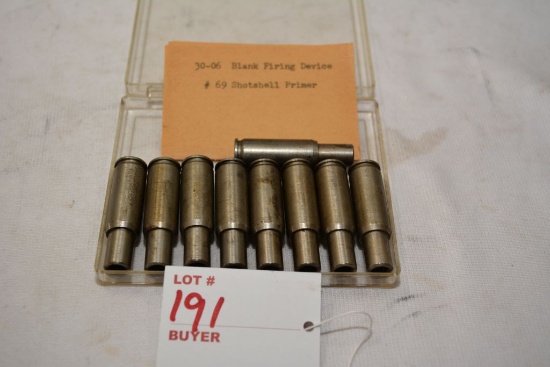 30-06 Blank Firing Device
# 69 Shotshell Primer
LOT #
191
BUYER